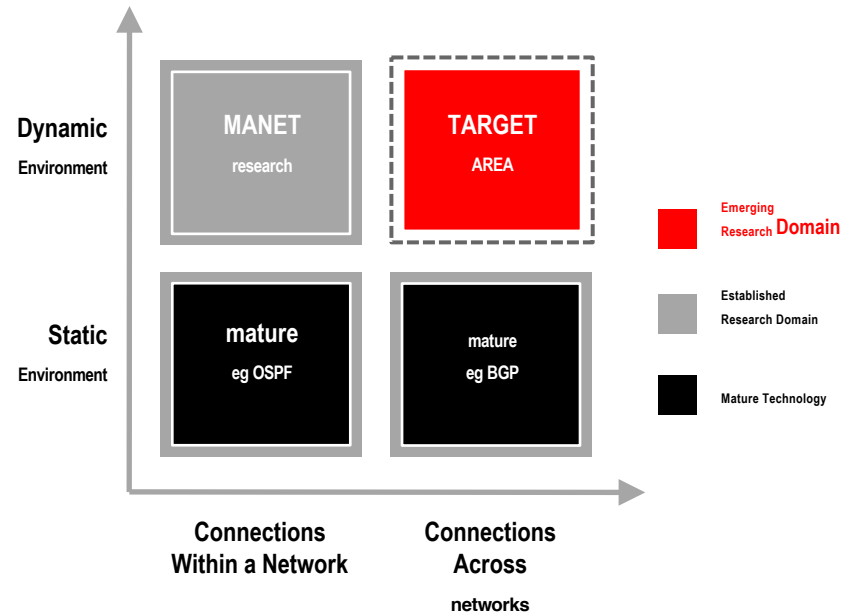 Dynamic
Environment
MANET
research
TARGET
AREA
Emerging
Research Domain
Established
Research Domain
Mature Technology
Static
Environment
mature
eg OSPF
mature
eg BGP
Connections
Within a Network
Connections
Across
networks